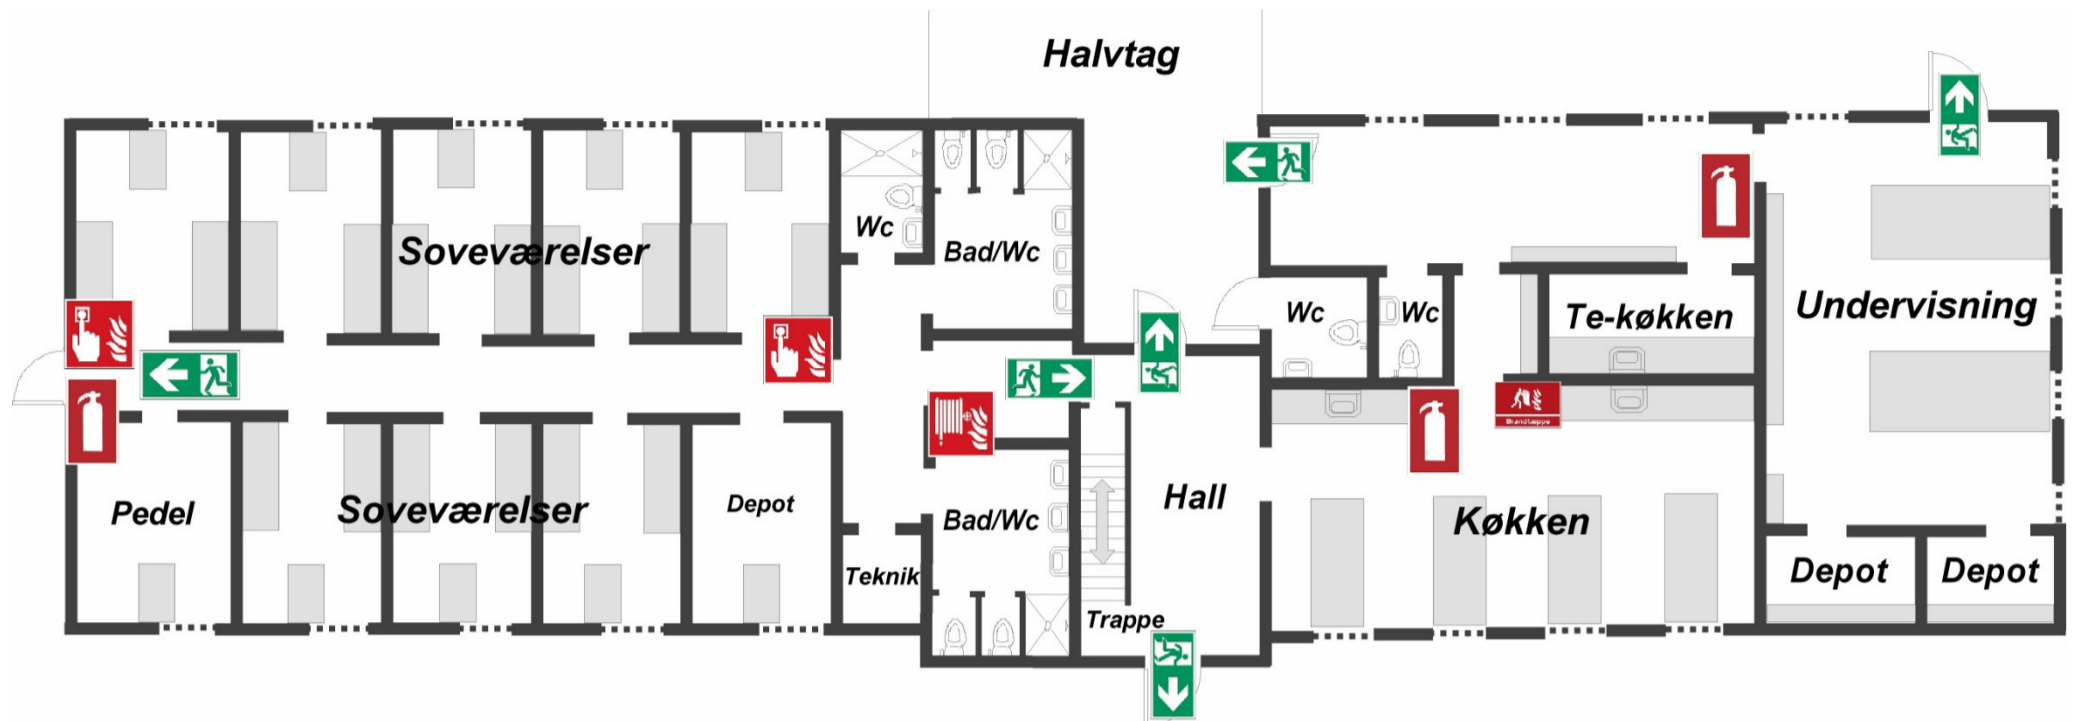 Halvtag
Soveværelser
Wc
Bad/Wc
Wc
Wc
Te-køkken
Undervisning
Brandtæppe
Pedel
Soveværelser
Depot
Bad/Wc
Hall
Køkken
Teknik
Trappe
Depot
Depot